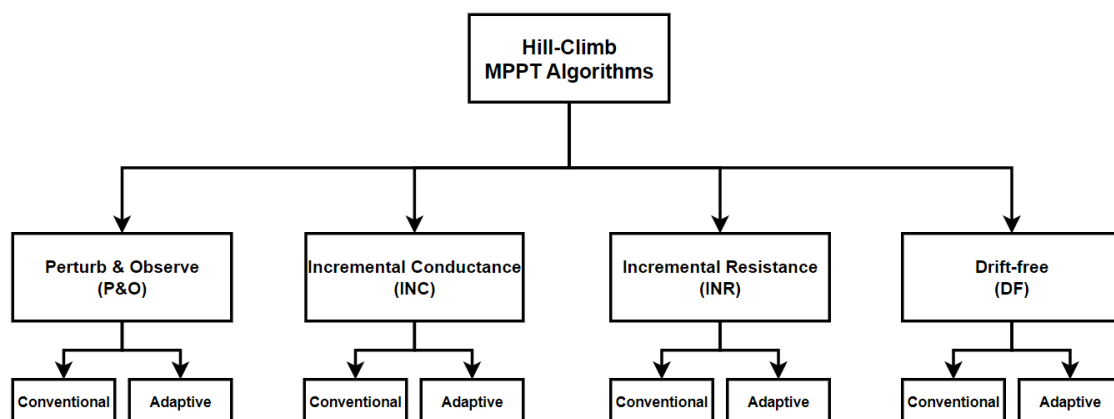 Hill-Climb
MPPT Algorithms
Perturb & Observe
(P&O)
Incremental Conductance
(INC)
Incremental Resistance
(INR)
Drift-free
(DF)
Conventional
Adaptive
Conventional
Adaptive
Conventional
Adaptive
Conventional
Adaptive